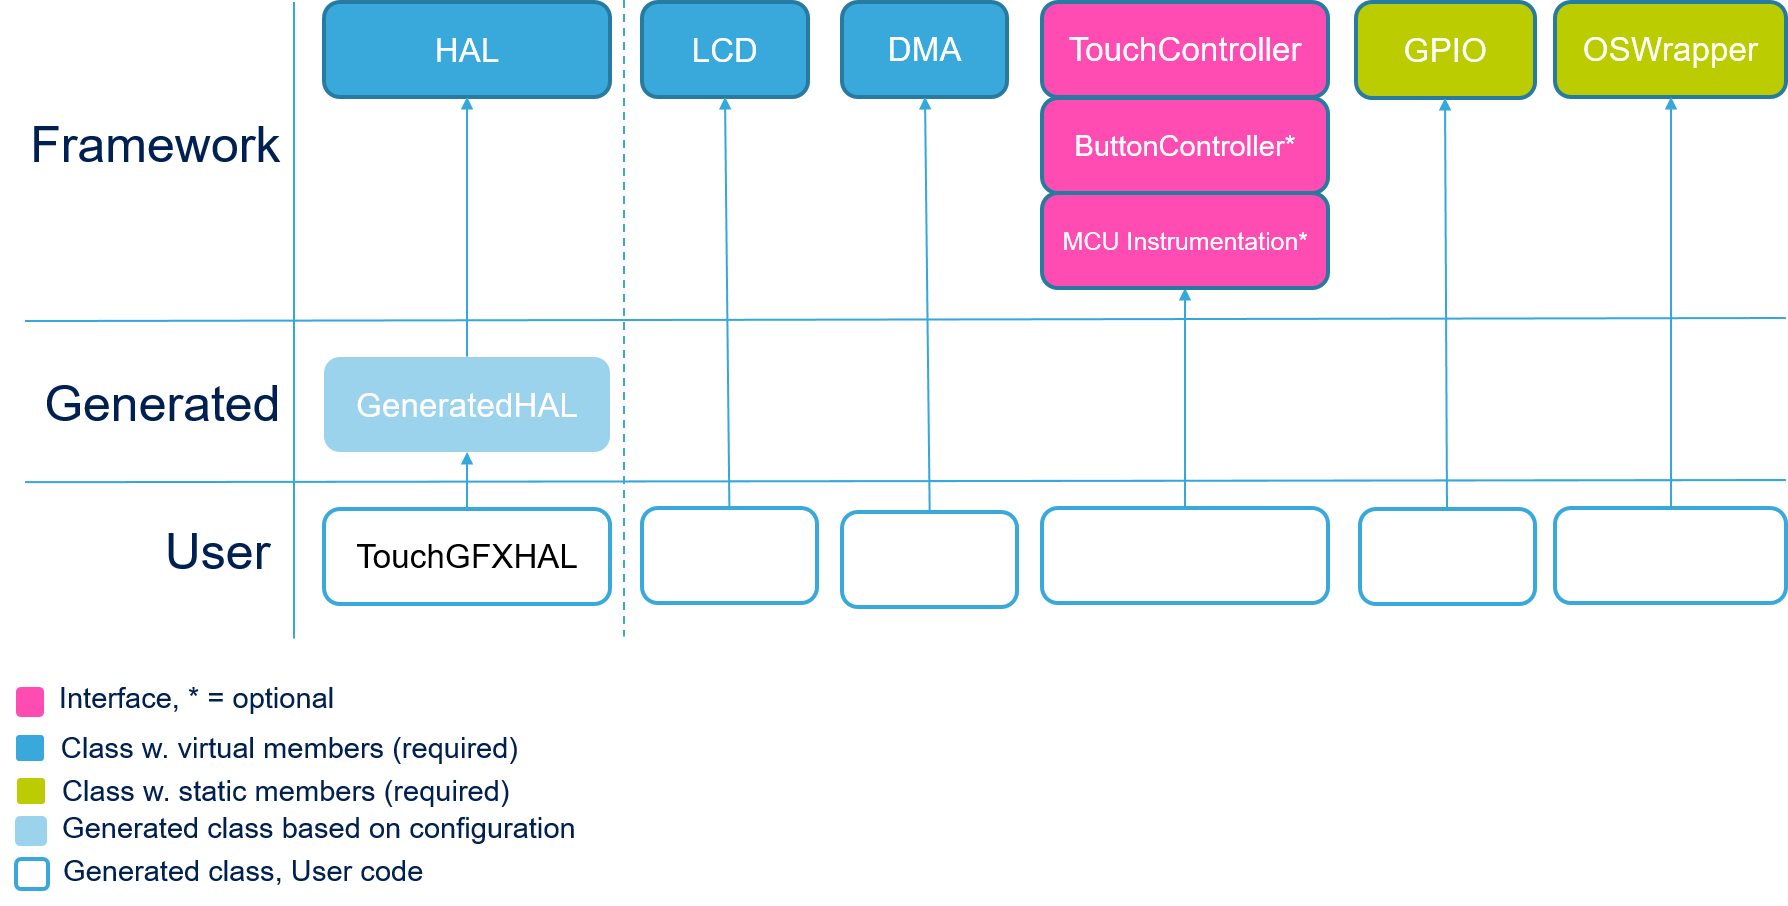 HAL
LCD
DMA
TouchController
GPIO
OSWrapper
Framework
ButtonController*
MCU Instrumentation*
Generated
GeneratedHAL
User
TouchGFXHAL
Interface, * = optional
Class w. virtual members (required)
Class w. static members (required)
Generated class based on configuration
Generated class, User code